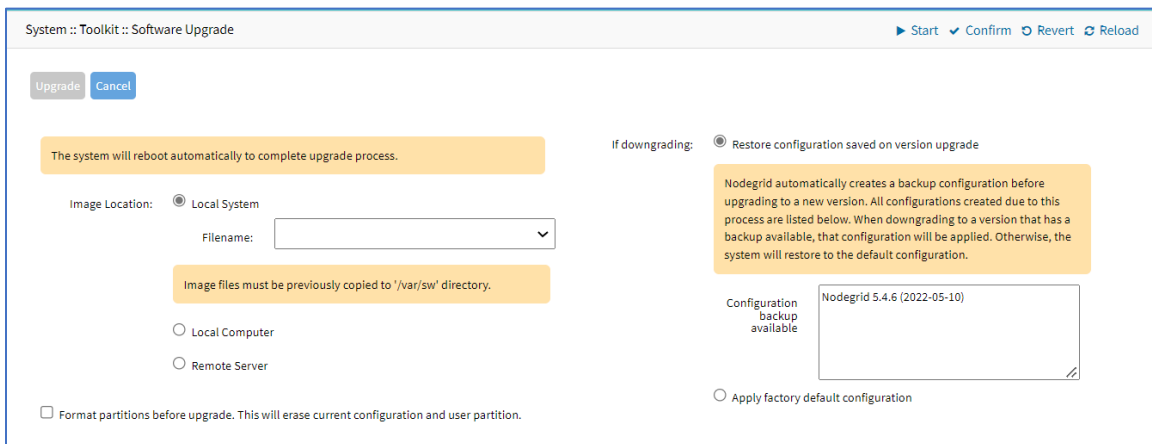 System :: Toolkit :: Software Upgrade
Start Confirm Revert Reload
Upgrade Cancel
The system will reboot automatically to complete upgrade process.
Image Location:
Local System
Filename:
Image files must be previously copied to '/var/sw' directory.
Local Computer
Remote Server
Format partitions before upgrade. This will erase current configuration and user partition.
If downgrading:
Restore configuration saved on version upgrade
Nodegrid automatically creates a backup configuration before
upgrading to a new version. All configurations created due to this
process are listed below. When downgrading to a version that has a
backup available, that configuration will be applied. Otherwise, the
system will restore to the default configuration.
Configuration
backup
available
Nodegrid 5.4.6 (2022-05-10)
Apply factory default configuration